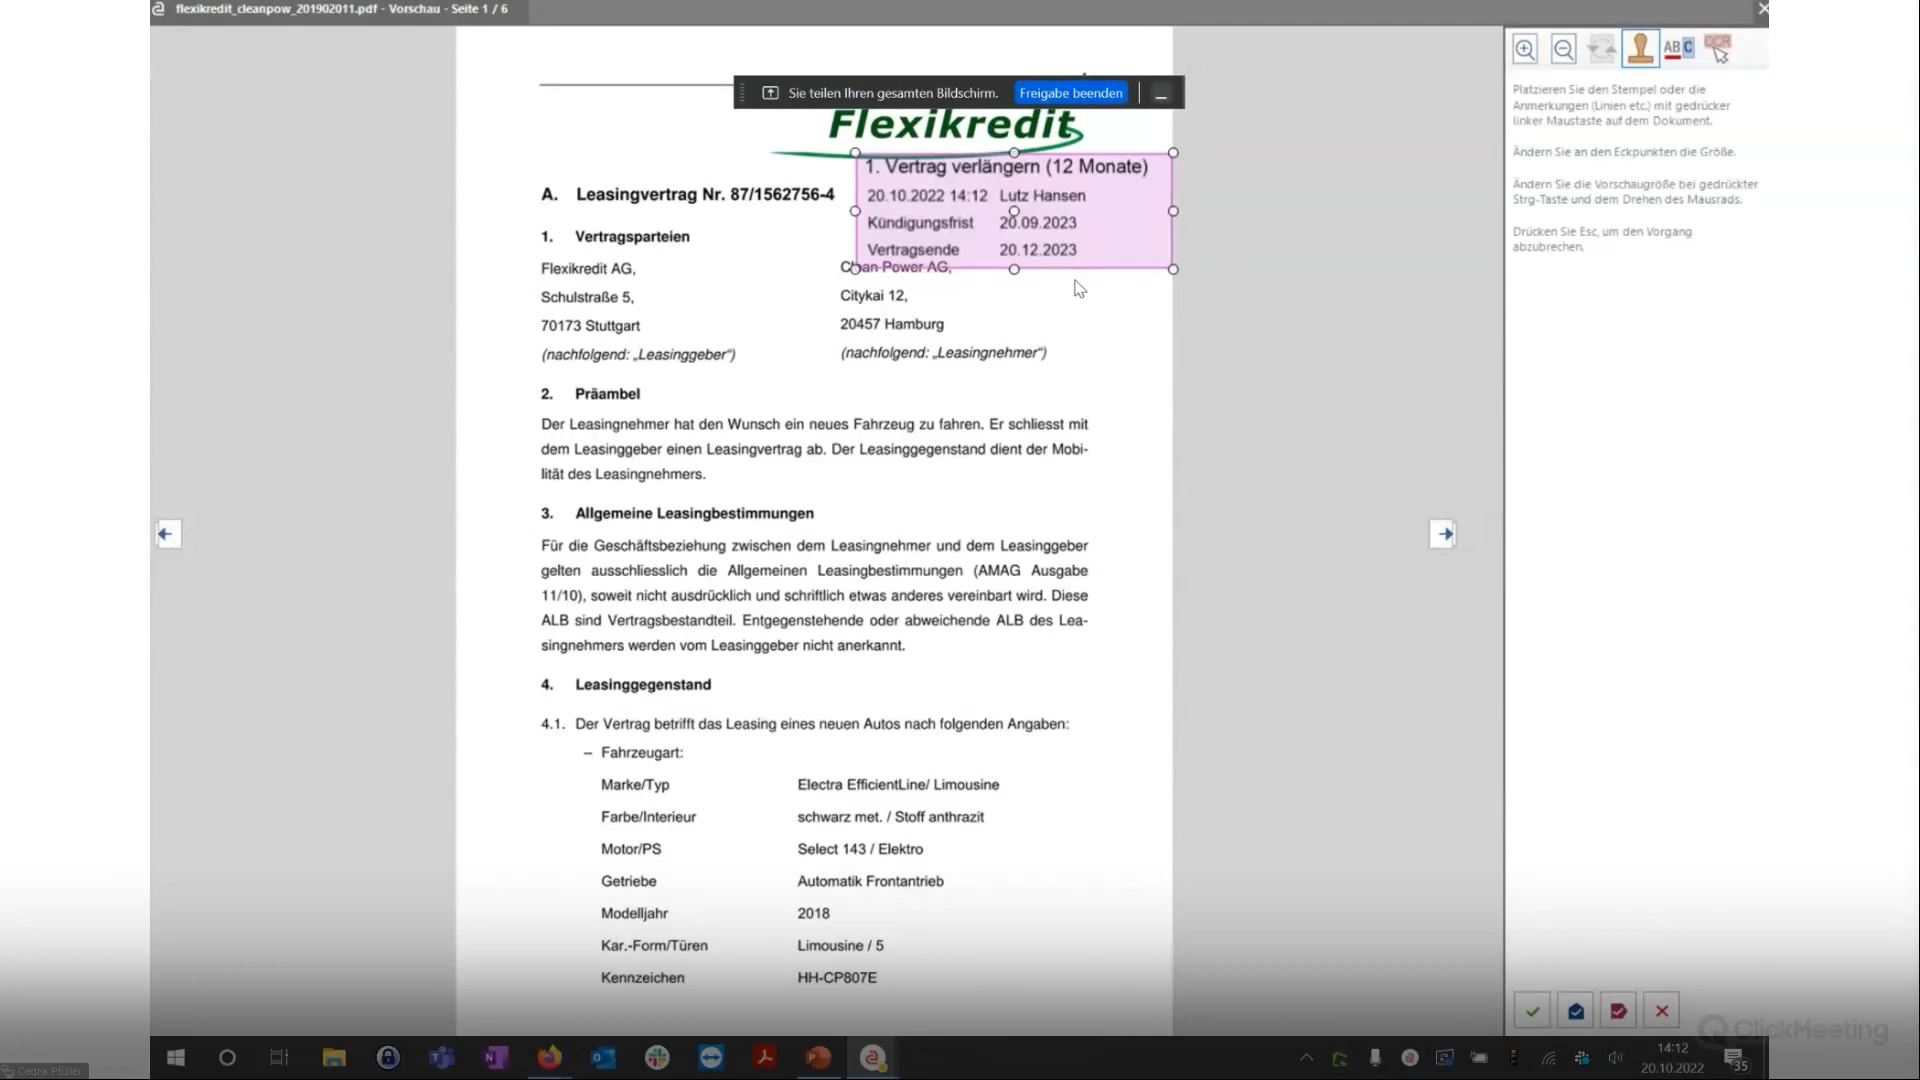 flexikredit_cleanpow_201902011.pdf - Vorschau - Seite 1 / 6
Sie teilen Ihren gesamten Bildschirm. Freigabe beenden
Flexikredit
1. Vertrag verlängern (12 Monate)
20.10.2022 14:12 Lutz Hansen
Kündigungsfrist 20.09.2023
Vertragsende 20.12.2023
A. Leasingvertrag Nr. 87/1562756-4
1. Vertragsparteien
Flexikredit AG,
Schulstraße 5,
70173 Stuttgart
(nachfolgend: „Leasinggeber“)
Power AG,
Citykai 12,
20457 Hamburg
(nachfolgend: „Leasingnehmer“)
2. Präambel
Der Leasingnehmer hat den Wunsch ein neues Fahrzeug zu fahren. Er schliesst mit
dem Leasinggeber einen Leasingvertrag ab. Der Leasinggegenstand dient der Mobi-
lität des Leasingnehmers.
3. Allgemeine Leasingbestimmungen
Für die Geschäftsbeziehung zwischen dem Leasingnehmer und dem Leasinggeber
gelten ausschliesslich die Allgemeinen Leasingbestimmungen (AMAG Ausgabe
11/10), soweit nicht ausdrücklich und schriftlich etwas anderes vereinbart wird. Diese
ALB sind Vertragsbestandteil. Entgegenstehende oder abweichende ALB des Lea-
singnehmers werden vom Leasinggeber nicht anerkannt.
4. Leasinggegenstand
4.1. Der Vertrag betrifft das Leasing eines neuen Autos nach folgenden Angaben:
– Fahrzeugart:
Marke/Typ Electra EfficientLine/ Limousine
Farbe/Interieur schwarz met. / Stoff anthrazit
Motor/PS Select 143 / Elektro
Getriebe Automatik Frontantrieb
Modelljahr 2018
Kar.-Form/Türen Limousine / 5
Kennzeichen HH-CP807E
ABC OCR
Platzieren Sie den Stempel oder die
Anmerkungen (Linien etc.) mit gedrücker
linker Maustaste auf dem Dokument.
Ändern Sie an den Eckpunkten die Größe.
Ändern Sie die Vorschaugröße bei gedrückter
Strg-Taste und dem Drehen des Mausrads.
Drücken Sie Esc, um den Vorgang
abzubrechen.
ClickMeeting
Cedrik Pfüller
14:12
20.10.2022
35